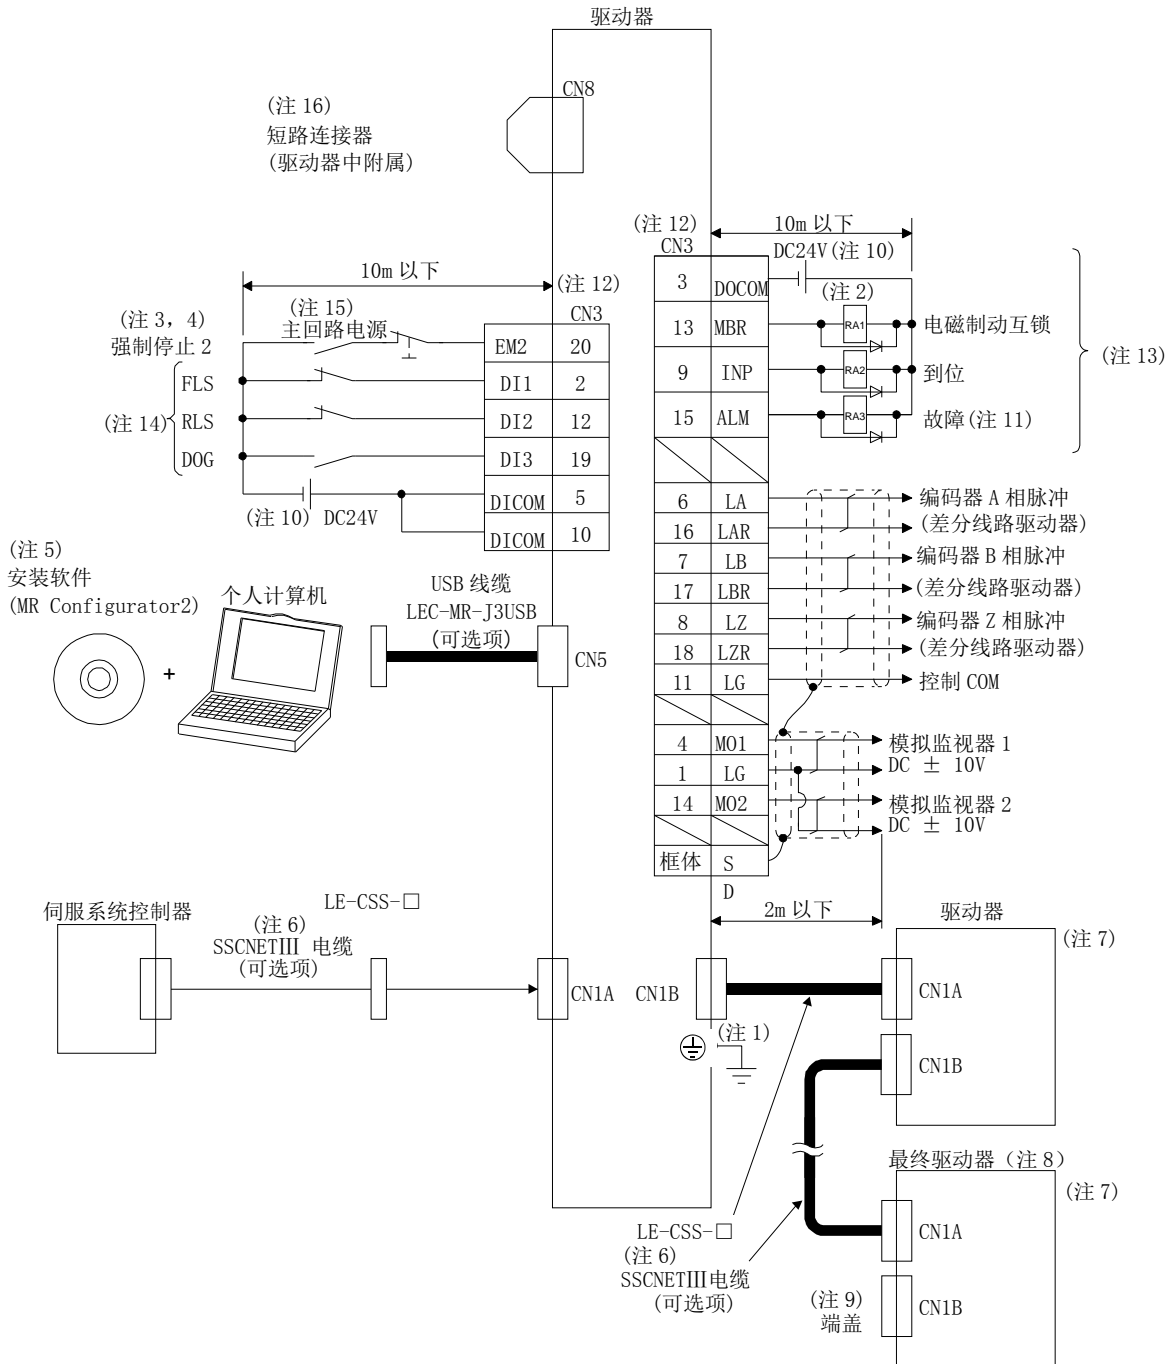 驱动器
CN8
(注 16)
短路连接器
(驱动器中附属)
(注 12)
CN3
10m 以下
DC24V(注 10)
3 DOCOM
(注 2)
13 MBR
RA1
电磁制动互锁
9 INP
RA2
到位
15 ALM
RA3
故障(注 11)
(注 13)
10m 以下
(注 12)
CN3
(注 15)
主回路电源
(注 3, 4)
强制停止 2
EM2 20
FLS
DI1 2
(注 14)
RLS
DI2 12
DOG
DI3 19
DICOM 5
(注 10) DC24V
DICOM 10
6 LA
编码器 A 相脉冲
16 LAR
(差分线路驱动器)
7 LB
编码器 B 相脉冲
17 LBR
(差分线路驱动器)
8 LZ
编码器 Z 相脉冲
18 LZR
(差分线路驱动器)
11 LG
控制 COM
4 MO1
模拟监视器 1
1 LG
DC ± 10V
14 MO2
模拟监视器 2
DC ± 10V
框体 S
D
2m 以下
(注 5)
安装软件
(MR Configurator2)
+
个人计算机
USB 线缆
LEC-MR-J3USB
(可选项)
CN5
伺服系统控制器
LE-CSS-□
(注 6)
SSCNETⅢ 电缆
(可选项)
CN1A
CN1B
(注 1)
驱动器
(注 7)
CN1A
CN1B
最终驱动器（注 8）
(注 7)
CN1A
CN1B
LE-CSS-□
(注 6)
SSCNETⅢ电缆
(可选项)
(注 9)
端盖